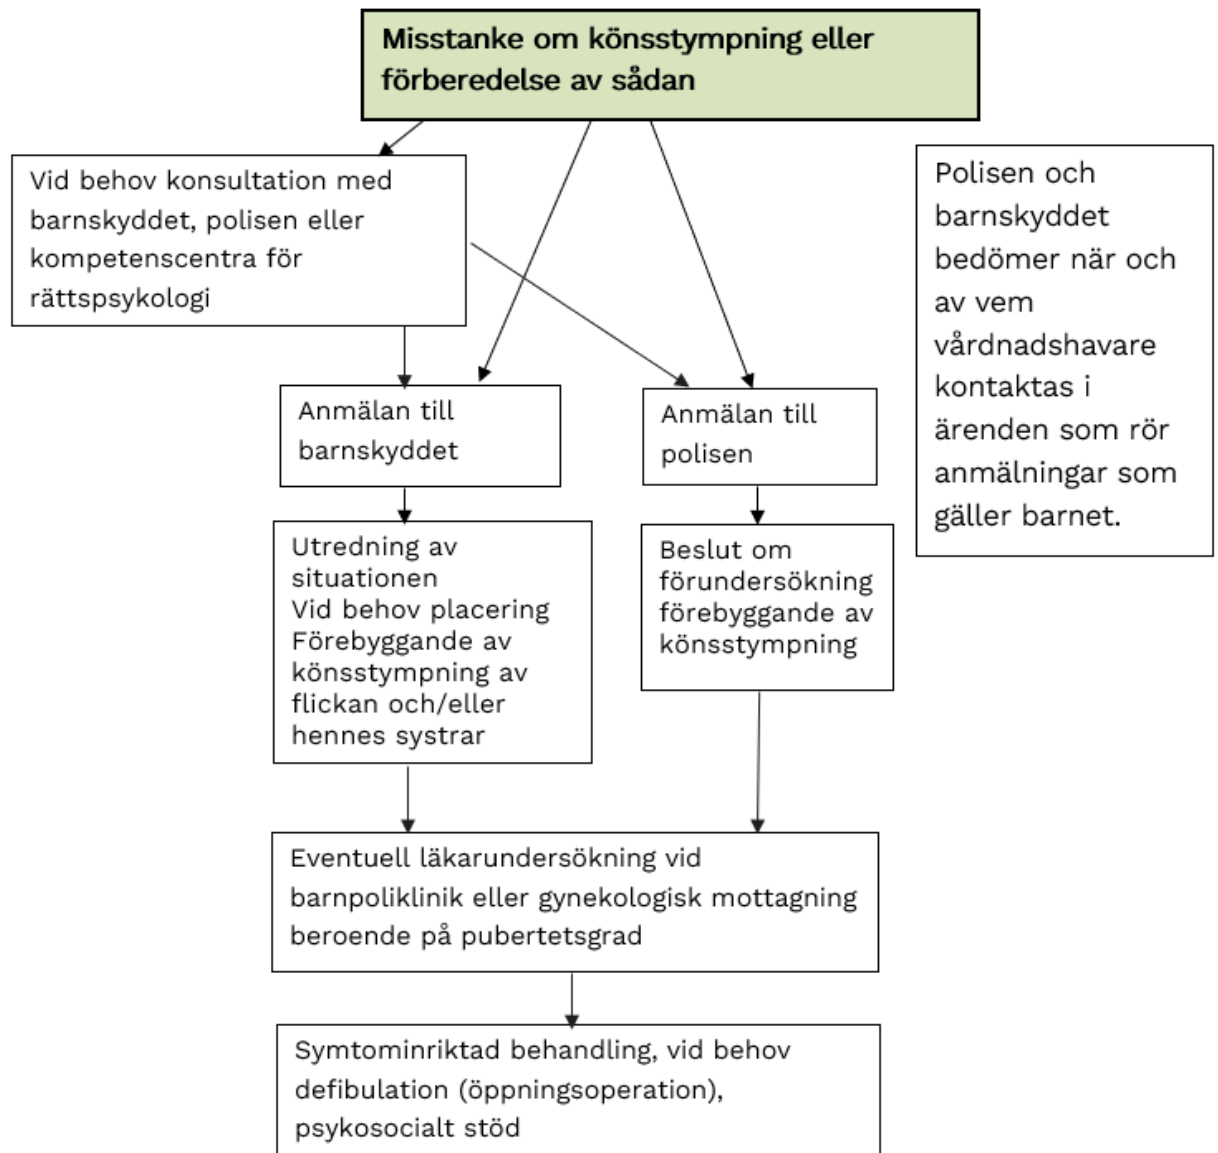 Misstanke om könsstympning eller
förberedelse av sådan
Vid behov konsultation med
barnskyddet, polisen eller
kompetenscentra för
rättspsykologi
Polisen och
barnskyddet
bedömer när och
av vem
vårdnadshavare
kontaktas i
ärenden som rör
anmälningar som
gäller barnet.
Anmälan till
barnskyddet
Anmälan till
polisen
Utredning av
situationen
Vid behov placering
Förebyggande av
könsstympning av
flickan och/eller
hennes systrar
Beslut om
förundersökning
förebyggande av
könsstympning
Eventuell läkarundersökning vid
barnpoliklinik eller gynekologisk mottagning
beroende på pubertetsgrad
Symtominriktad behandling, vid behov
defibulation (öppningsoperation),
psykosocialt stöd